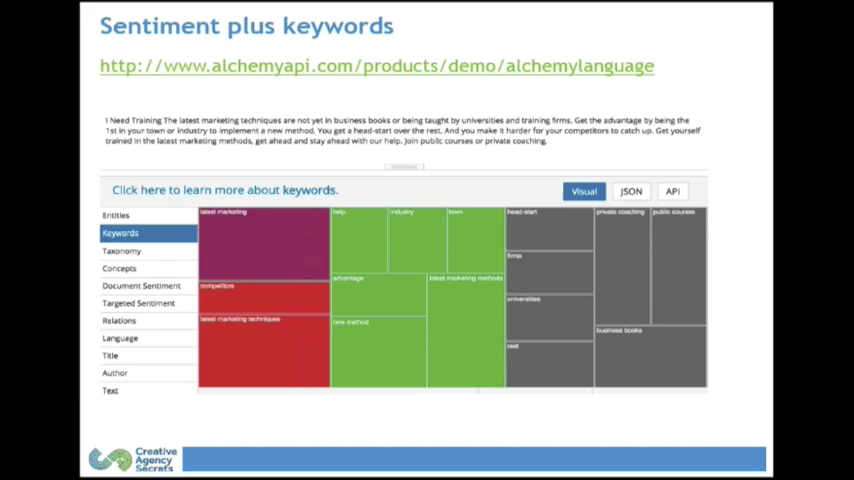 Sentiment plus keywords
http://www.alchemyapi.com/products/demo/alchemylanguage
I Need Training The latest marketing techniques are not yet in business books or being taught by universities and training firms. Get the advantage by being the
1st in your town or industry to implement a new method. You get a head-start over the rest. And you make it harder for your competitors to catch up. Get yourself
trained in the latest marketing methods, get ahead and stay ahead with our help. Join public courses or private coaching.
Click here to learn more about keywords.
Visual
JSON
API
Entities
Keywords
Taxonomy
Concepts
Document Sentiment
Targeted Sentiment
Relations
Language
Title
Author
Text
latest marketing
competitors
latest marketing techniques
help
industry
town
advantage
latest marketing methods
new method
head-start
firms
universities
rest
private coaching
public courses
business books
Creative
Agency
Secrets